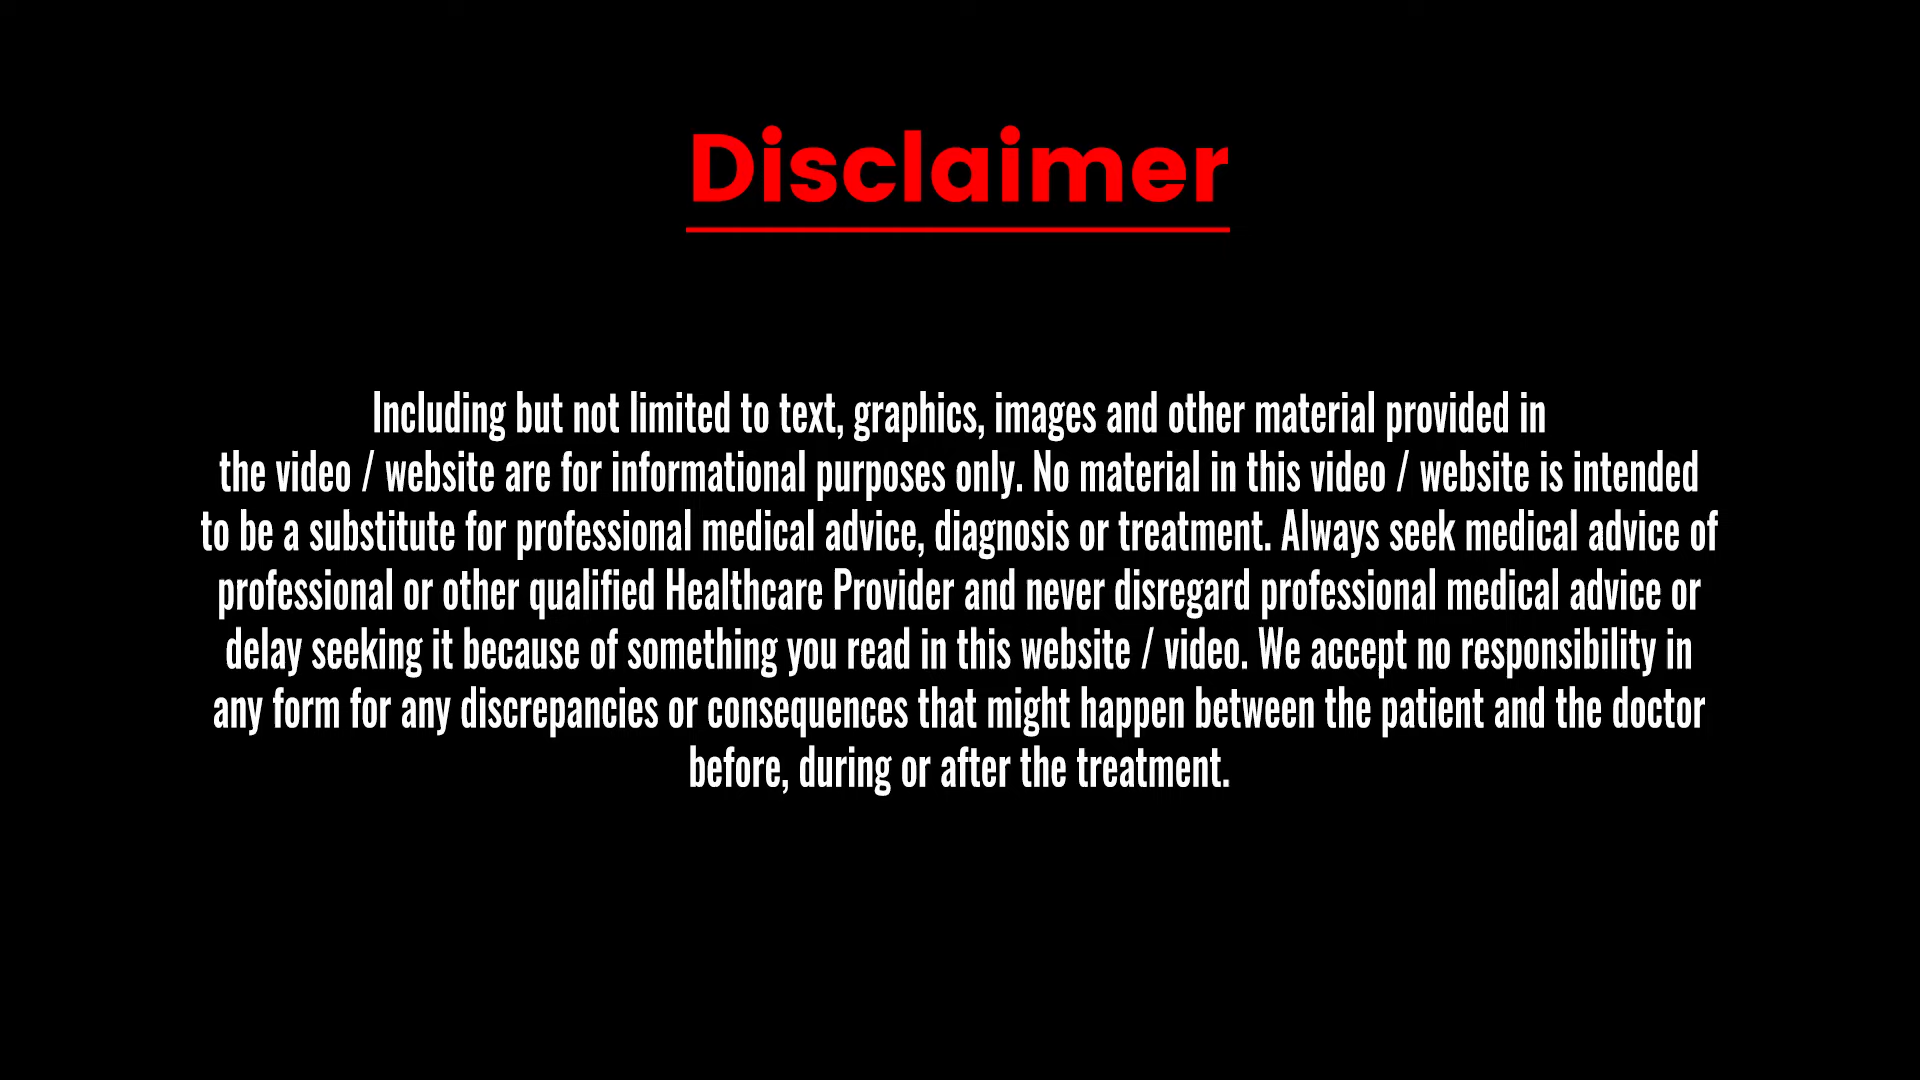 Disclaimer
Including but not limited to text, graphics, images and other material provided in
the video / website are for informational purposes only. No material in this video / website is intended
to be a substitute for professional medical advice, diagnosis or treatment. Always seek medical advice of
professional or other qualified Healthcare Provider and never disregard professional medical advice or
delay seeking it because of something you read in this website / video. We accept no responsibility in
any form for any discrepancies or consequences that might happen between the patient and the doctor
before, during or after the treatment.